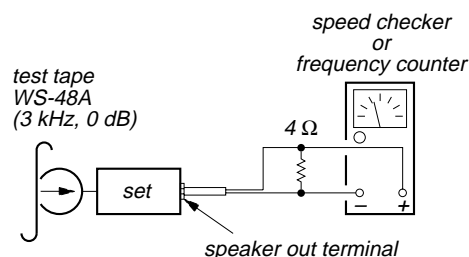 speed checker
or
frequency counter
test tape
WS-48A
(3 kHz, 0 dB)
4 Ω
set
– +
speaker out terminal